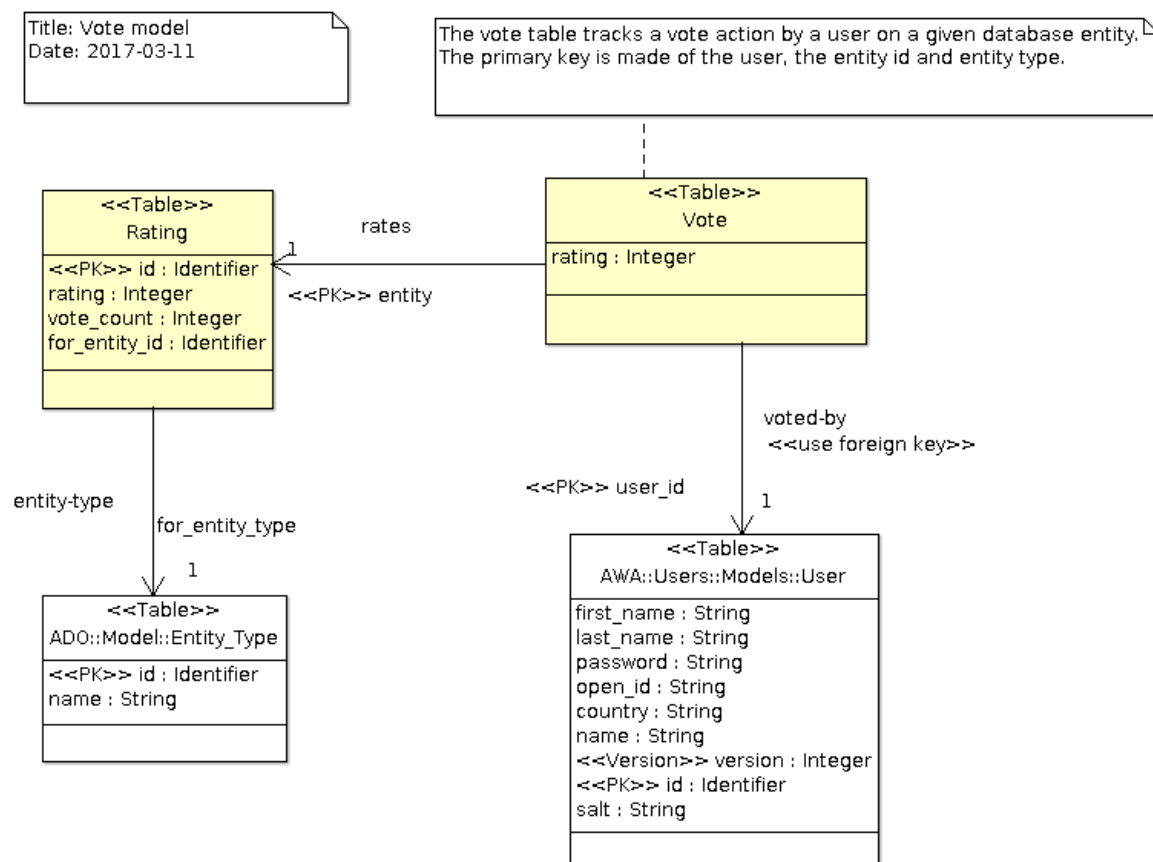 Title: Vote model
Date: 2017-03-11
The vote table tracks a vote action by a user on a given database entity.
The primary key is made of the user, the entity id and entity type.
<<Table>>
Rating
<<PK>> id : Identifier
rating : Integer
vote_count : Integer
for_entity_id : Identifier
rates
1
<<PK>> entity
<<Table>>
Vote
rating : Integer
voted-by
<<use foreign key>>
<<PK>> user_id
1
entity-type
for_entity_type
1
<<Table>>
ADO::Model::Entity_Type
<<PK>> id : Identifier
name : String
<<Table>>
AWA::Users::Models::User
first_name : String
last_name : String
password : String
open_id : String
country : String
name : String
<<Version>> version : Integer
<<PK>> id : Identifier
salt : String